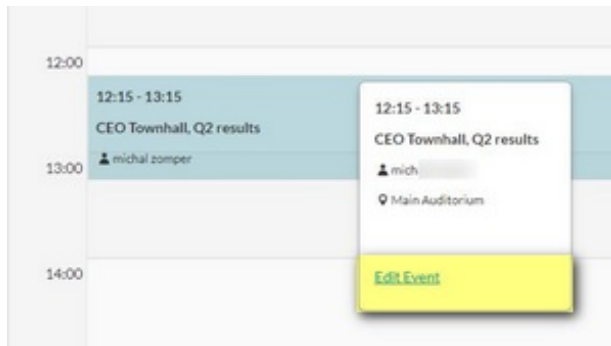 12:00
12:15 - 13:15
CEO Townhall, Q2 results
michal zomper
13:00
12:15 - 13:15
CEO Townhall, Q2 results
mich
Main Auditorium
14:00
Edit Event